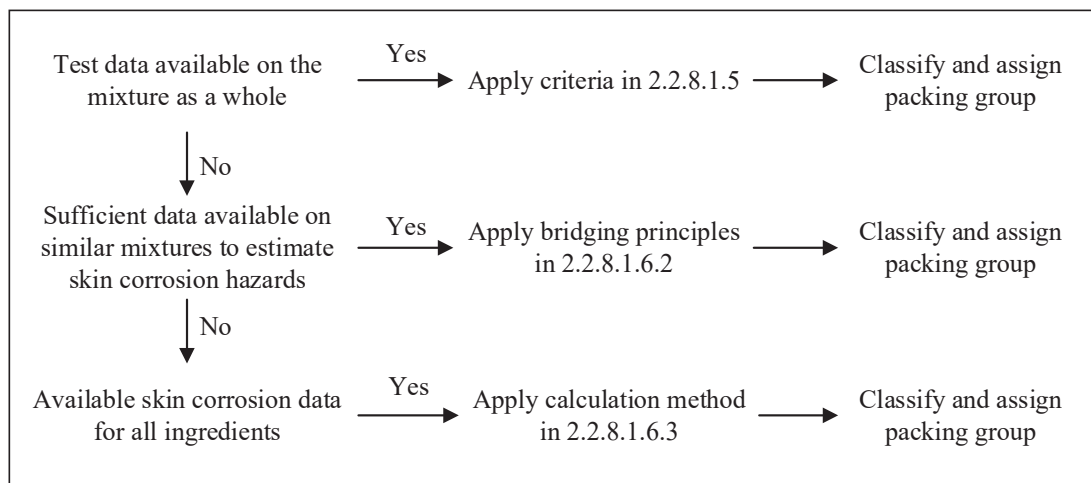 Test data available on the
mixture as a whole
Yes
Apply criteria in 2.2.8.1.5
Classify and assign
packing group
No
Sufficient data available on
similar mixtures to estimate
skin corrosion hazards
Yes
Apply bridging principles
in 2.2.8.1.6.2
Classify and assign
packing group
No
Available skin corrosion data
for all ingredients
Yes
Apply calculation method
in 2.2.8.1.6.3
Classify and assign
packing group